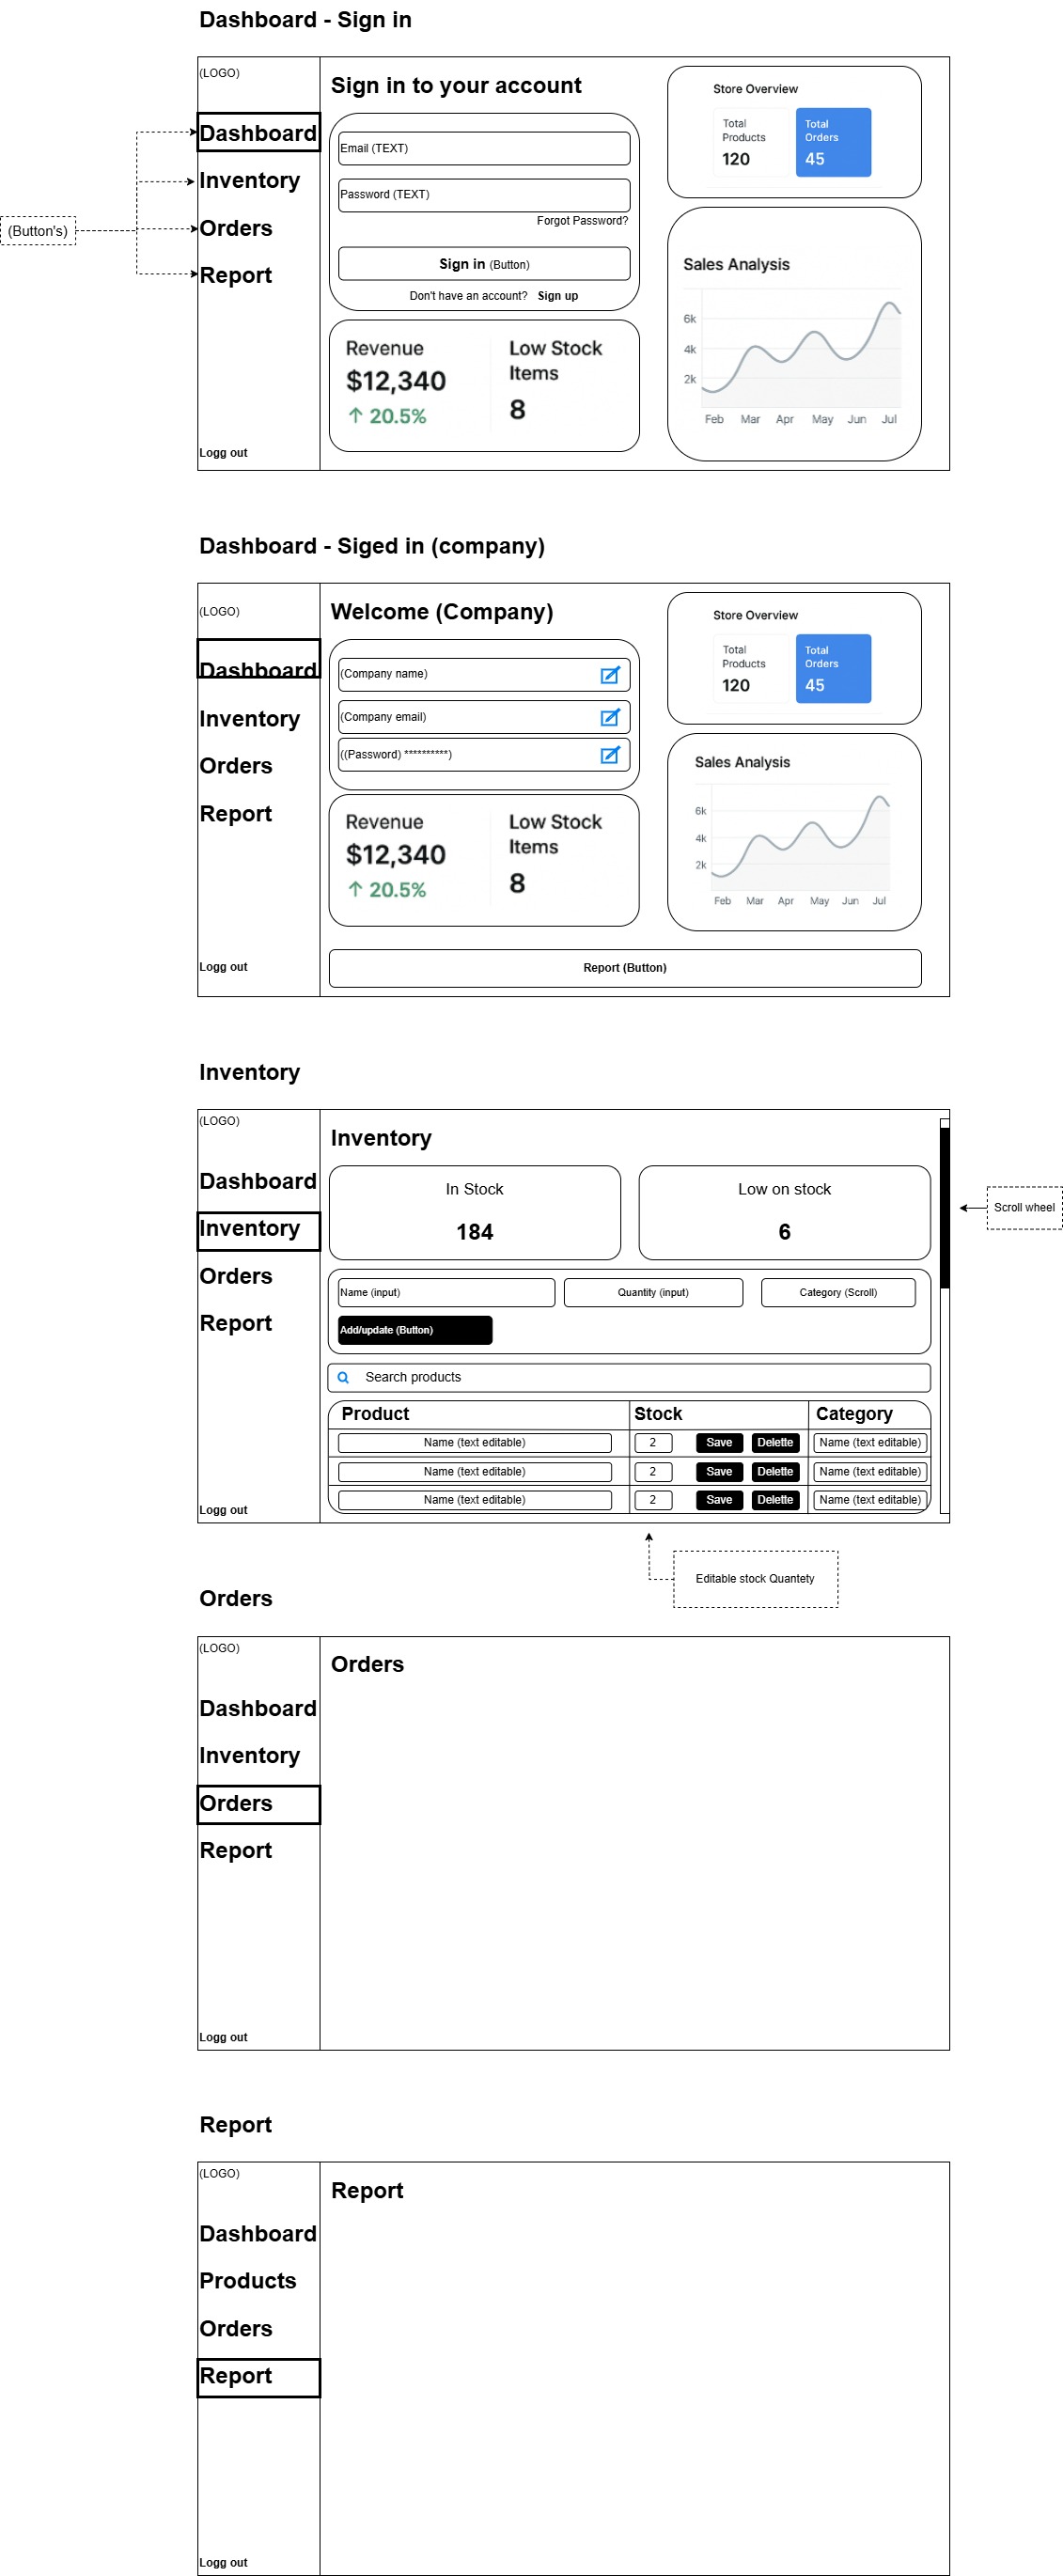 Dashboard - Sign in
(LOGO)
Dashboard
Inventory
Orders
Report
Logg out
(Button's)
Sign in to your account
Email (TEXT)
Password (TEXT)
Forgot Password?
Sign in (Button)
Don't have an account? Sign up
Revenue
$12,340
↑ 20.5%
Low Stock
Items
8
Store Overview
Total
Products
120
Total
Orders
45
Sales Analysis
6k
4k
2k
Feb Mar Apr May Jun Jul
Dashboard - Siged in (company)
(LOGO)
Dashboard
Inventory
Orders
Report
Logg out
Welcome (Company)
(Company name)
(Company email)
((Password) **********)
Revenue
$12,340
↑ 20.5%
Low Stock
Items
8
Store Overview
Total
Products
120
Total
Orders
45
Sales Analysis
6k
4k
2k
Feb Mar Apr May Jun Jul
Report (Button)
Inventory
(LOGO)
Dashboard
Inventory
Orders
Report
Logg out
Inventory
In Stock
184
Low on stock
6
Name (input)
Quantity (input)
Category (Scroll)
Add/update (Button)
Search products
Product Stock Category
Name (text editable) 2 Save Delette Name (text editable)
Name (text editable) 2 Save Delette Name (text editable)
Name (text editable) 2 Save Delette Name (text editable)
Scroll wheel
Editable stock Quantety
Orders
(LOGO)
Dashboard
Inventory
Orders
Report
Logg out
Orders
Report
(LOGO)
Dashboard
Products
Orders
Report
Logg out
Report